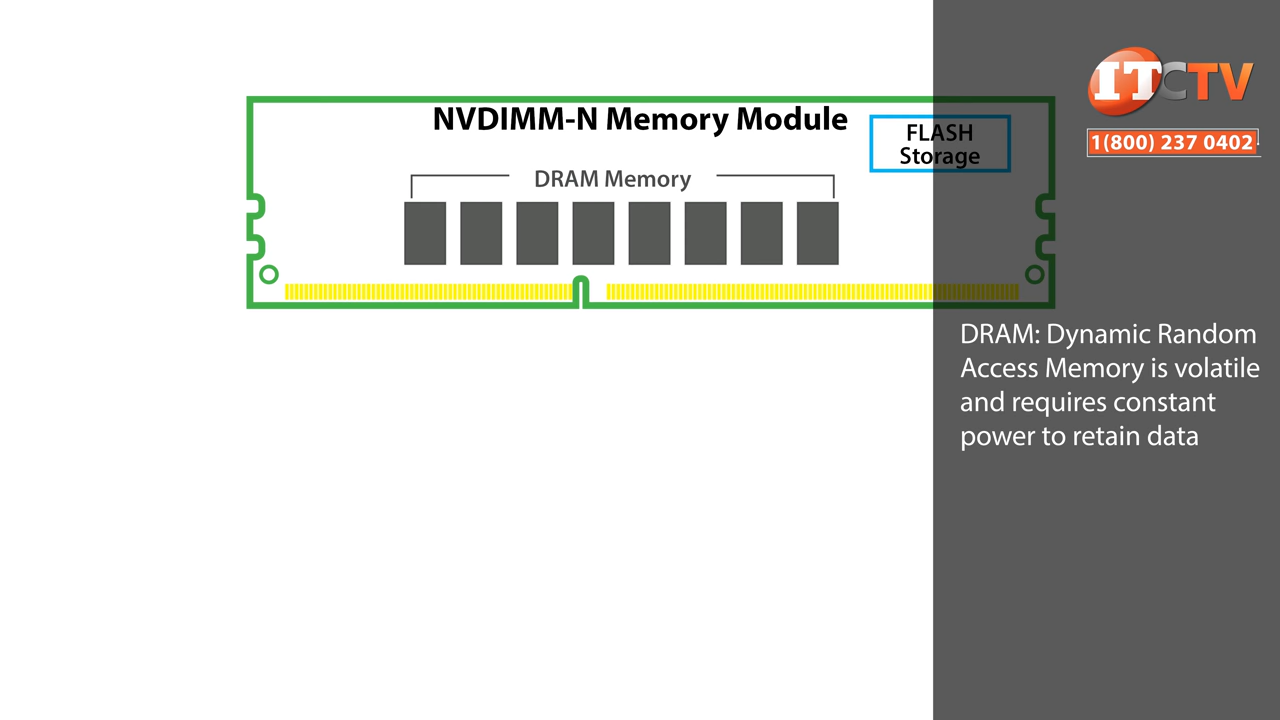 ITCTV
1(800) 237 0402
NVDIMM-N Memory Module
FLASH
Storage
DRAM Memory
DRAM: Dynamic Random
Access Memory is volatile
and requires constant
power to retain data